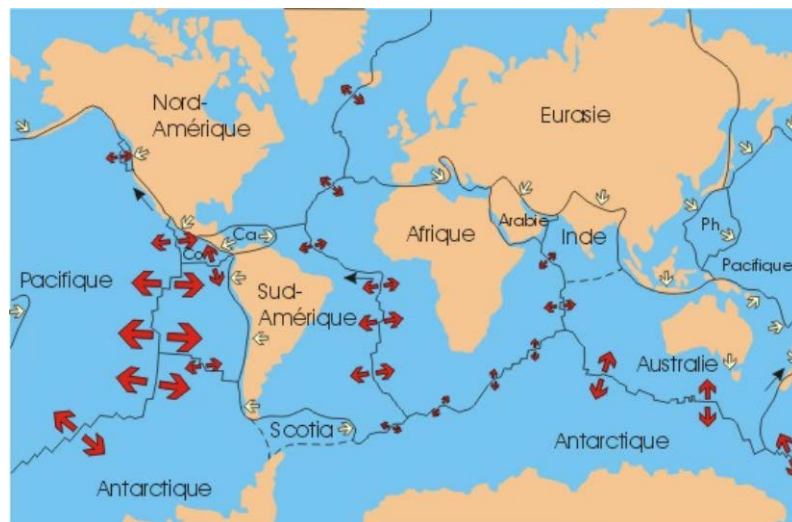 Nord-
Amérique
Eurasie
Ca
Co
Pacifique
Sud-
Amérique
Afrique
Arabie
Inde
Ph
Pacifique
Australie
Scotia
Antarctique
Antarctique